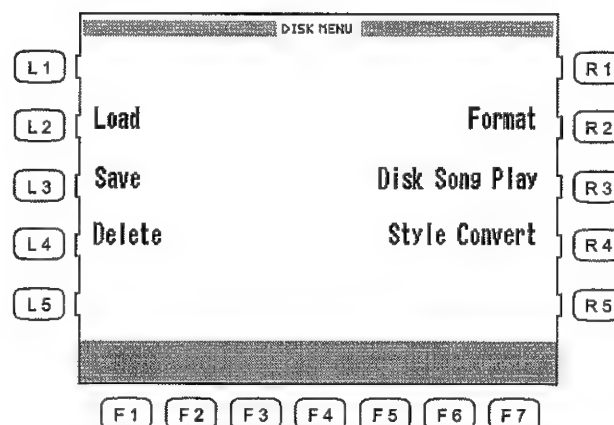 DISK MENU
L1 R1
L2 Load Format R2
L3 Save Disk Song Play R3
L4 Delete Style Convert R4
L5 R5
F1 F2 F3 F4 F5 F6 F7